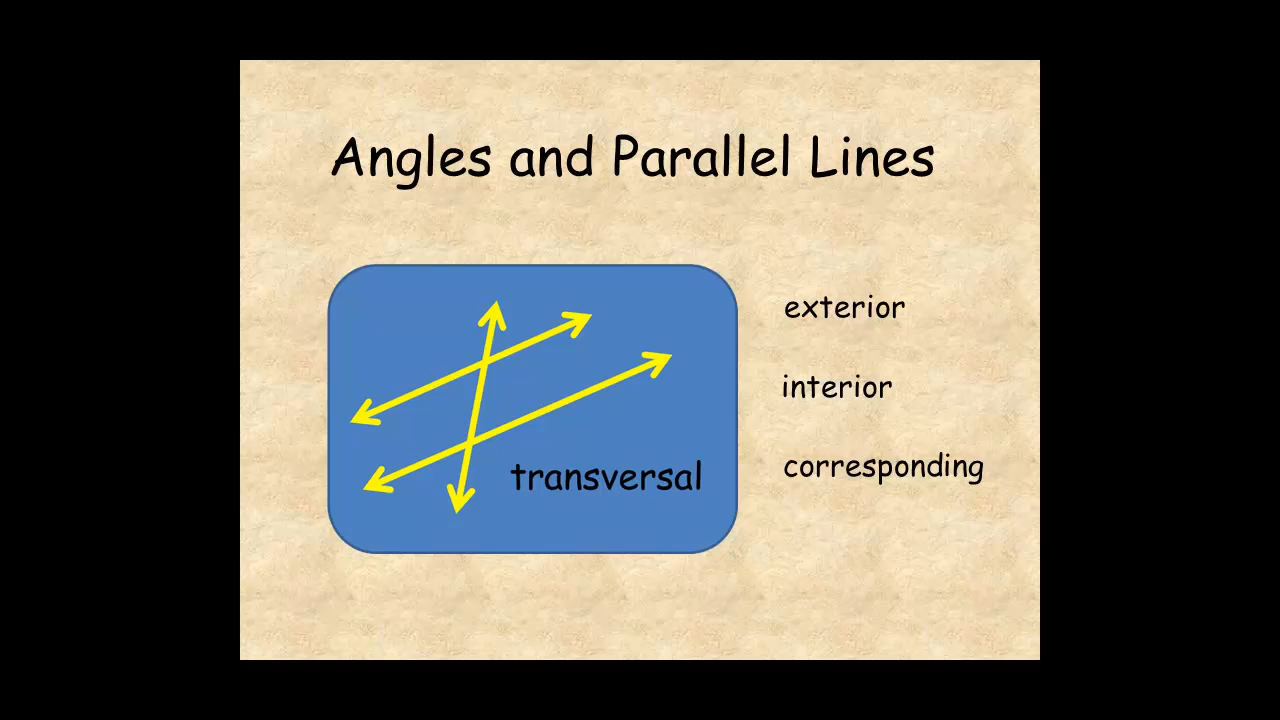 Angles and Parallel Lines
exterior
interior
corresponding
transversal